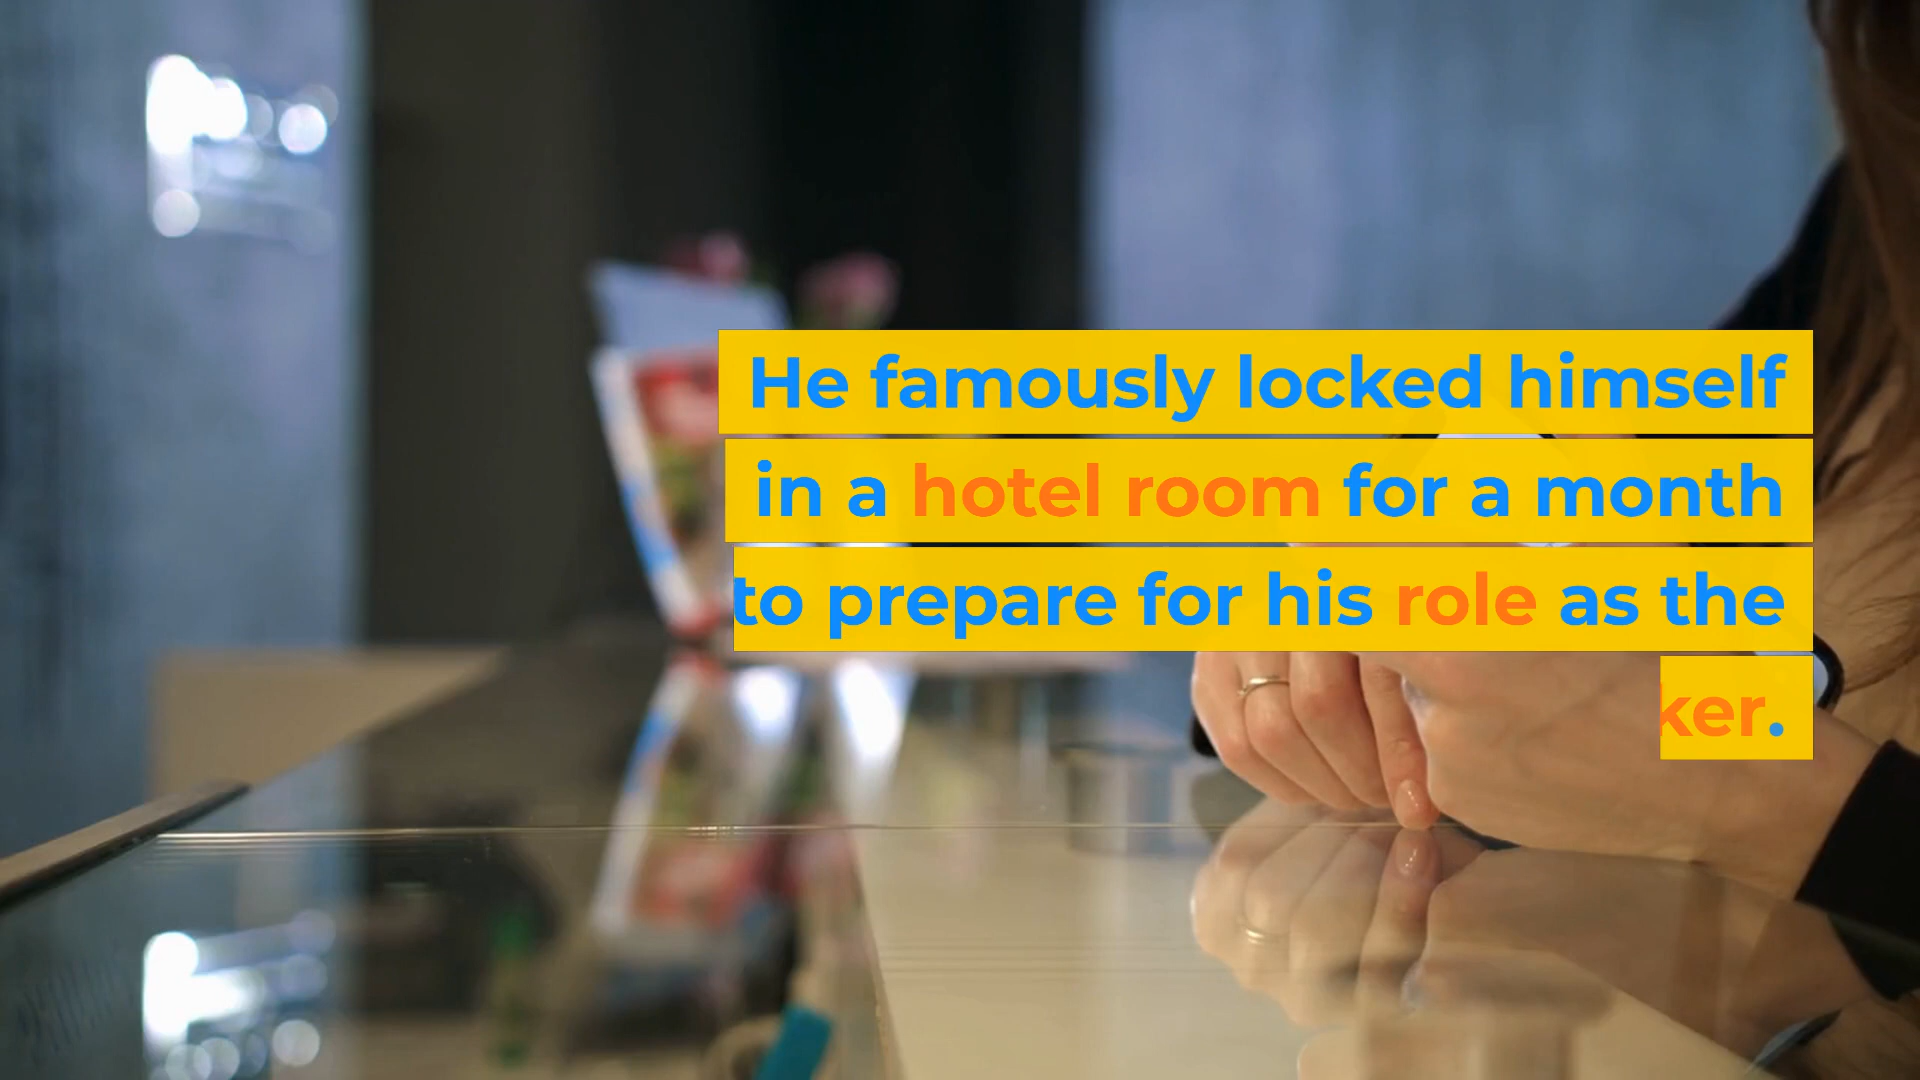 He famously locked himself
in a hotel room for a month
to prepare for his role as the
ker.